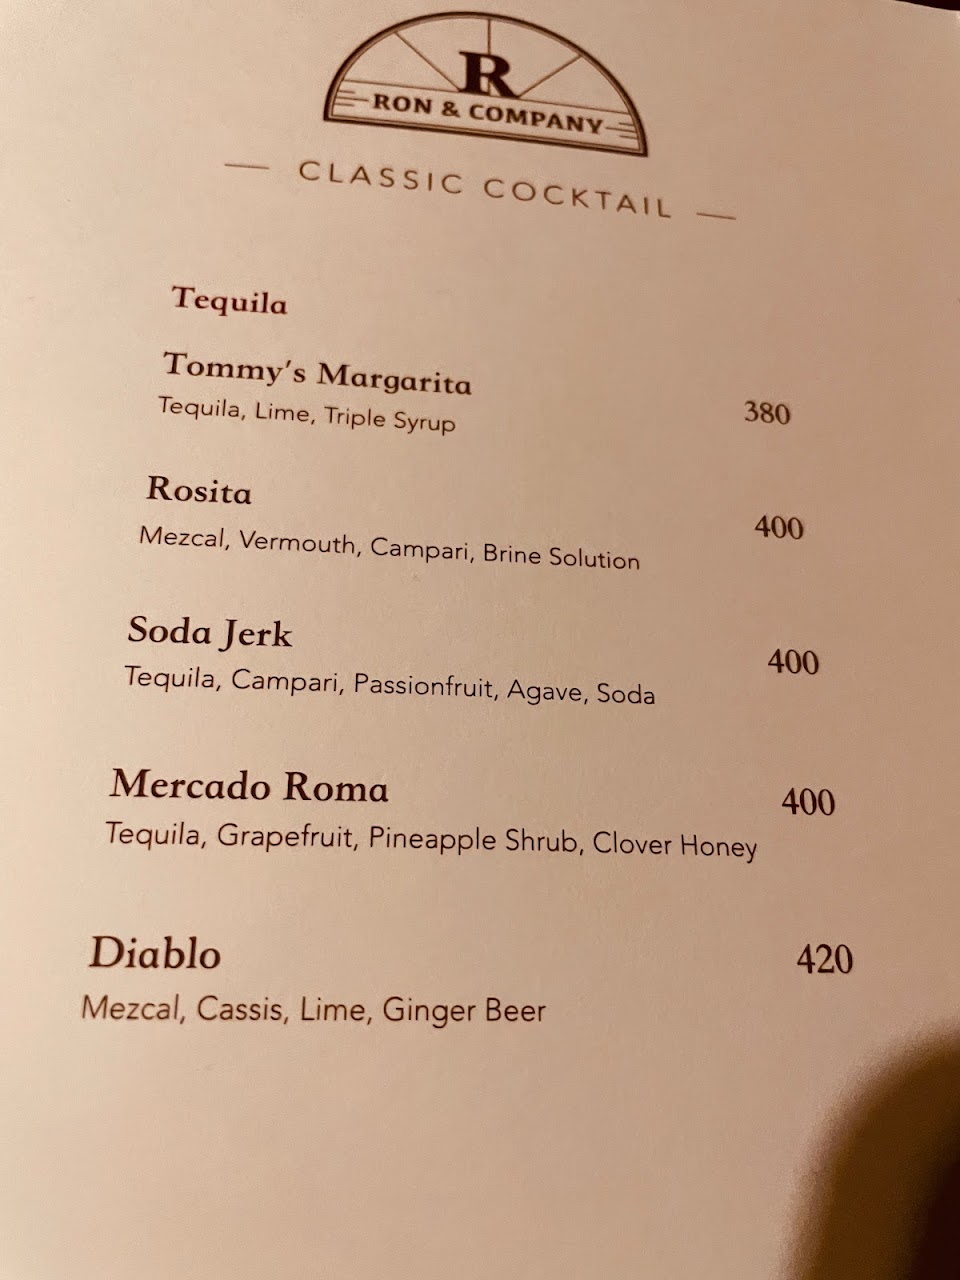 R
RON & COMPANY
— CLASSIC COCKTAIL —
Tequila
Tommy's Margarita
380
Tequila, Lime, Triple Syrup
Rosita
400
Mezcal, Vermouth, Campari, Brine Solution
Soda Jerk
400
Tequila, Campari, Passionfruit, Agave, Soda
Mercado Roma
400
Tequila, Grapefruit, Pineapple Shrub, Clover Honey
Diablo
420
Mezcal, Cassis, Lime, Ginger Beer